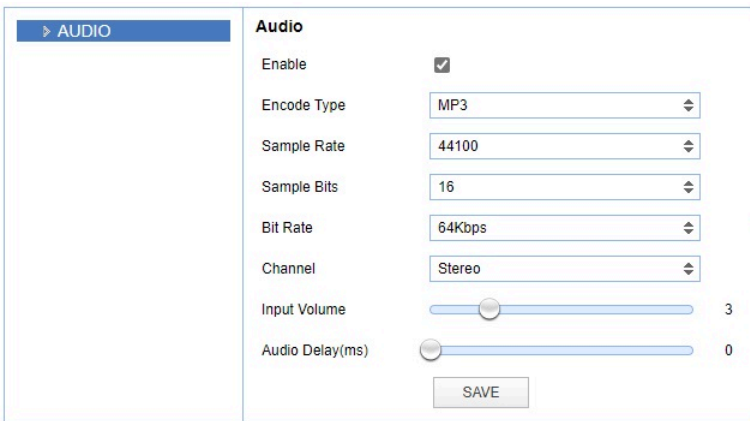 AUDIO
Audio
Enable
Encode Type MP3
Sample Rate 44100
Sample Bits 16
Bit Rate 64Kbps
Channel Stereo
Input Volume 3
Audio Delay(ms) 0
SAVE